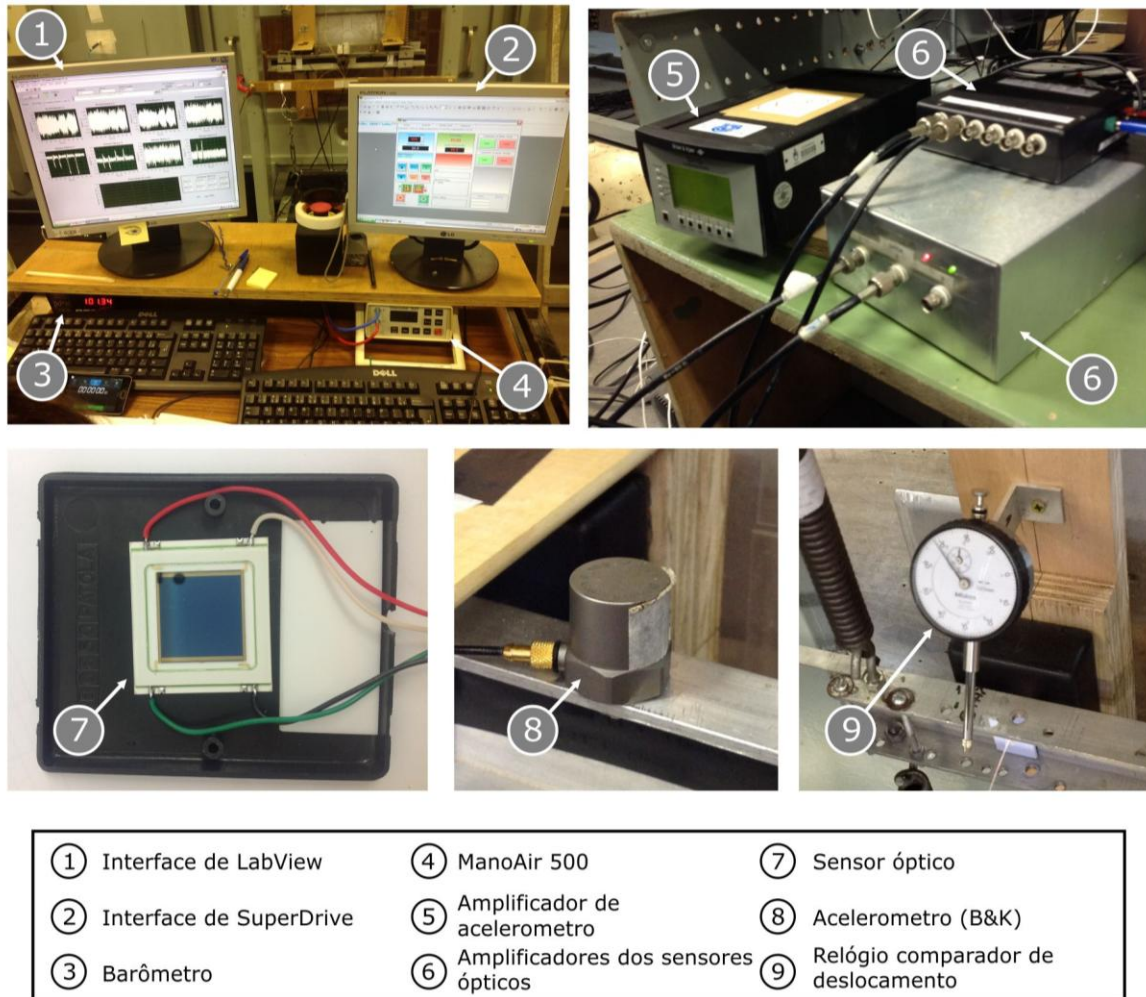 1
2
101.34
DELL
3
4
DELL
LG
5
6
6
7
8
9
1 Interface de LabView
2 Interface de SuperDrive
3 Barômetro
4 ManoAir 500
5 Amplificador de
acelerometro
6 Amplificadores dos sensores
ópticos
7 Sensor óptico
8 Acelerometro (B&K)
9 Relógio comparador de
deslocamento